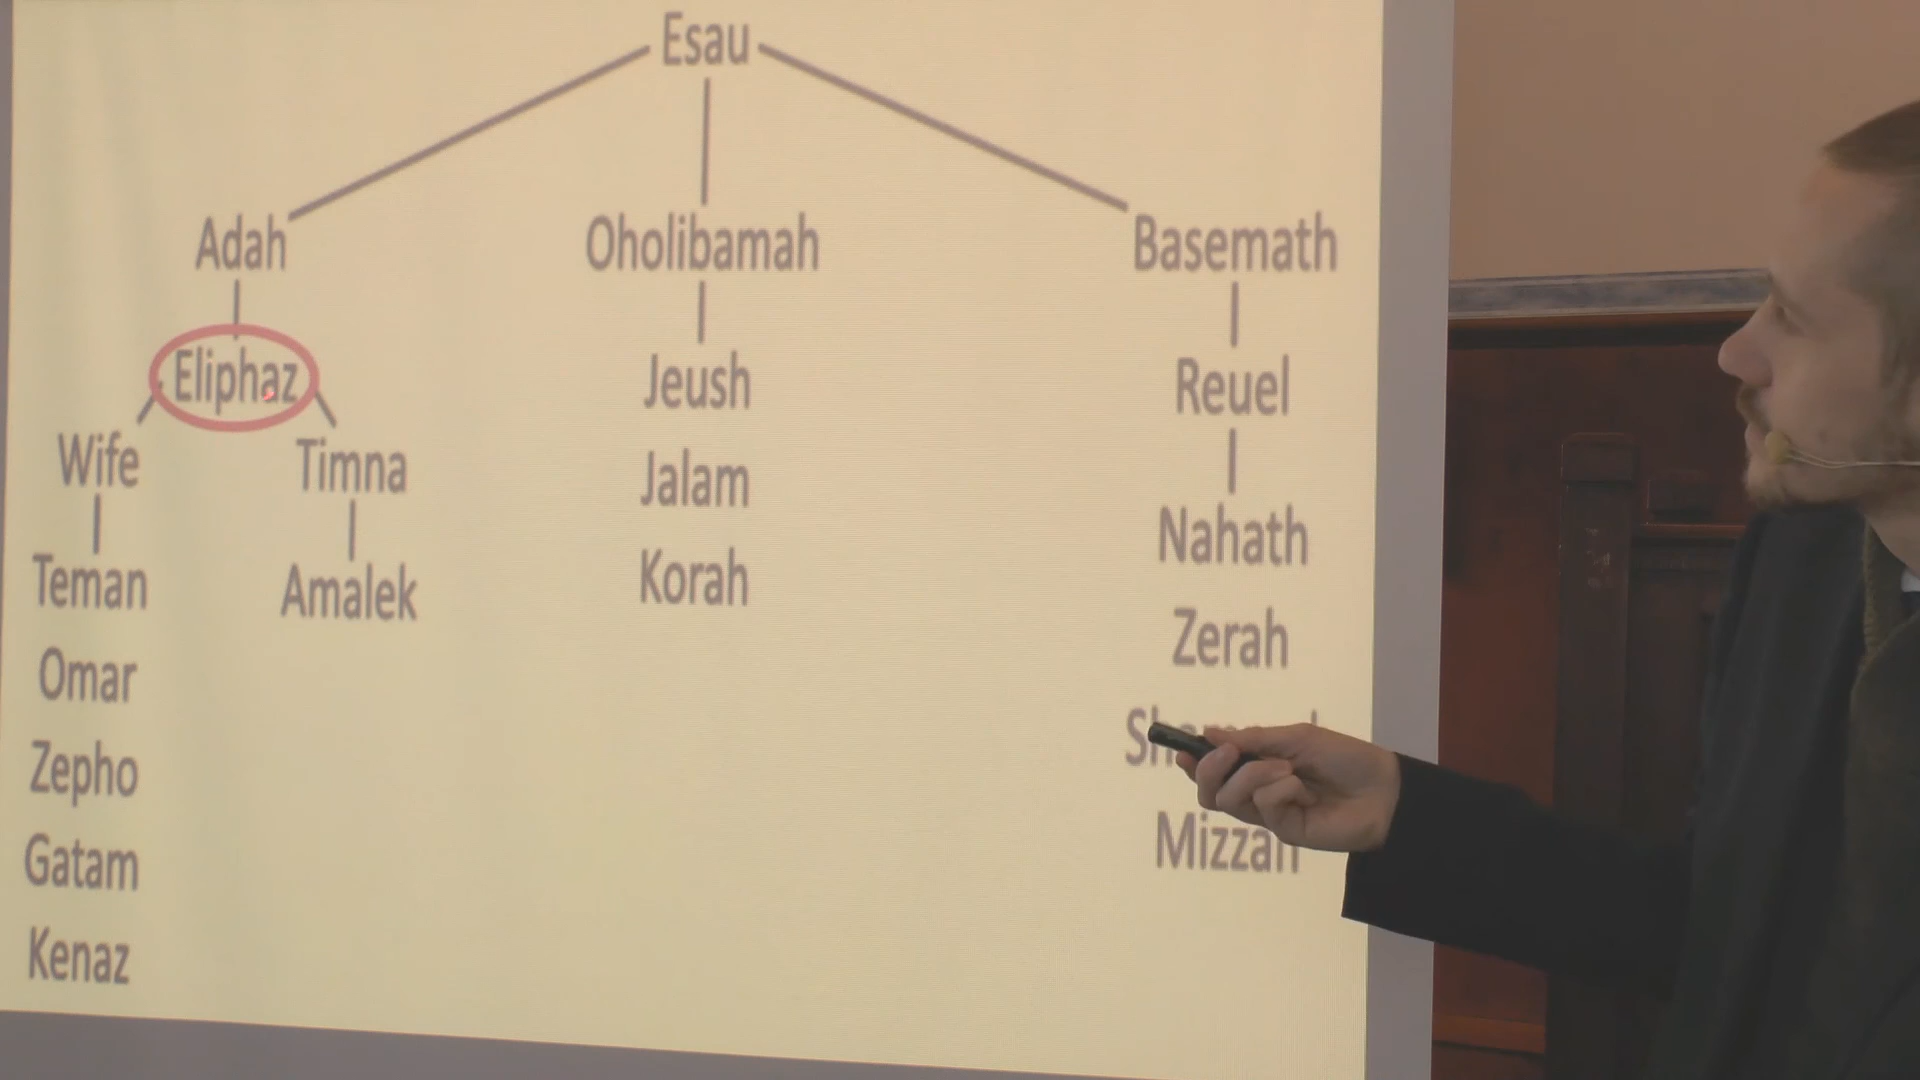 Esau
Adah Oholibamah Basemath
Eliphaz Jeush Reuel
Wife Timna Jalam Nahath
Teman Amalek Korah Zerah
Omar
Zepho Mizzah
Gatam
Kenaz